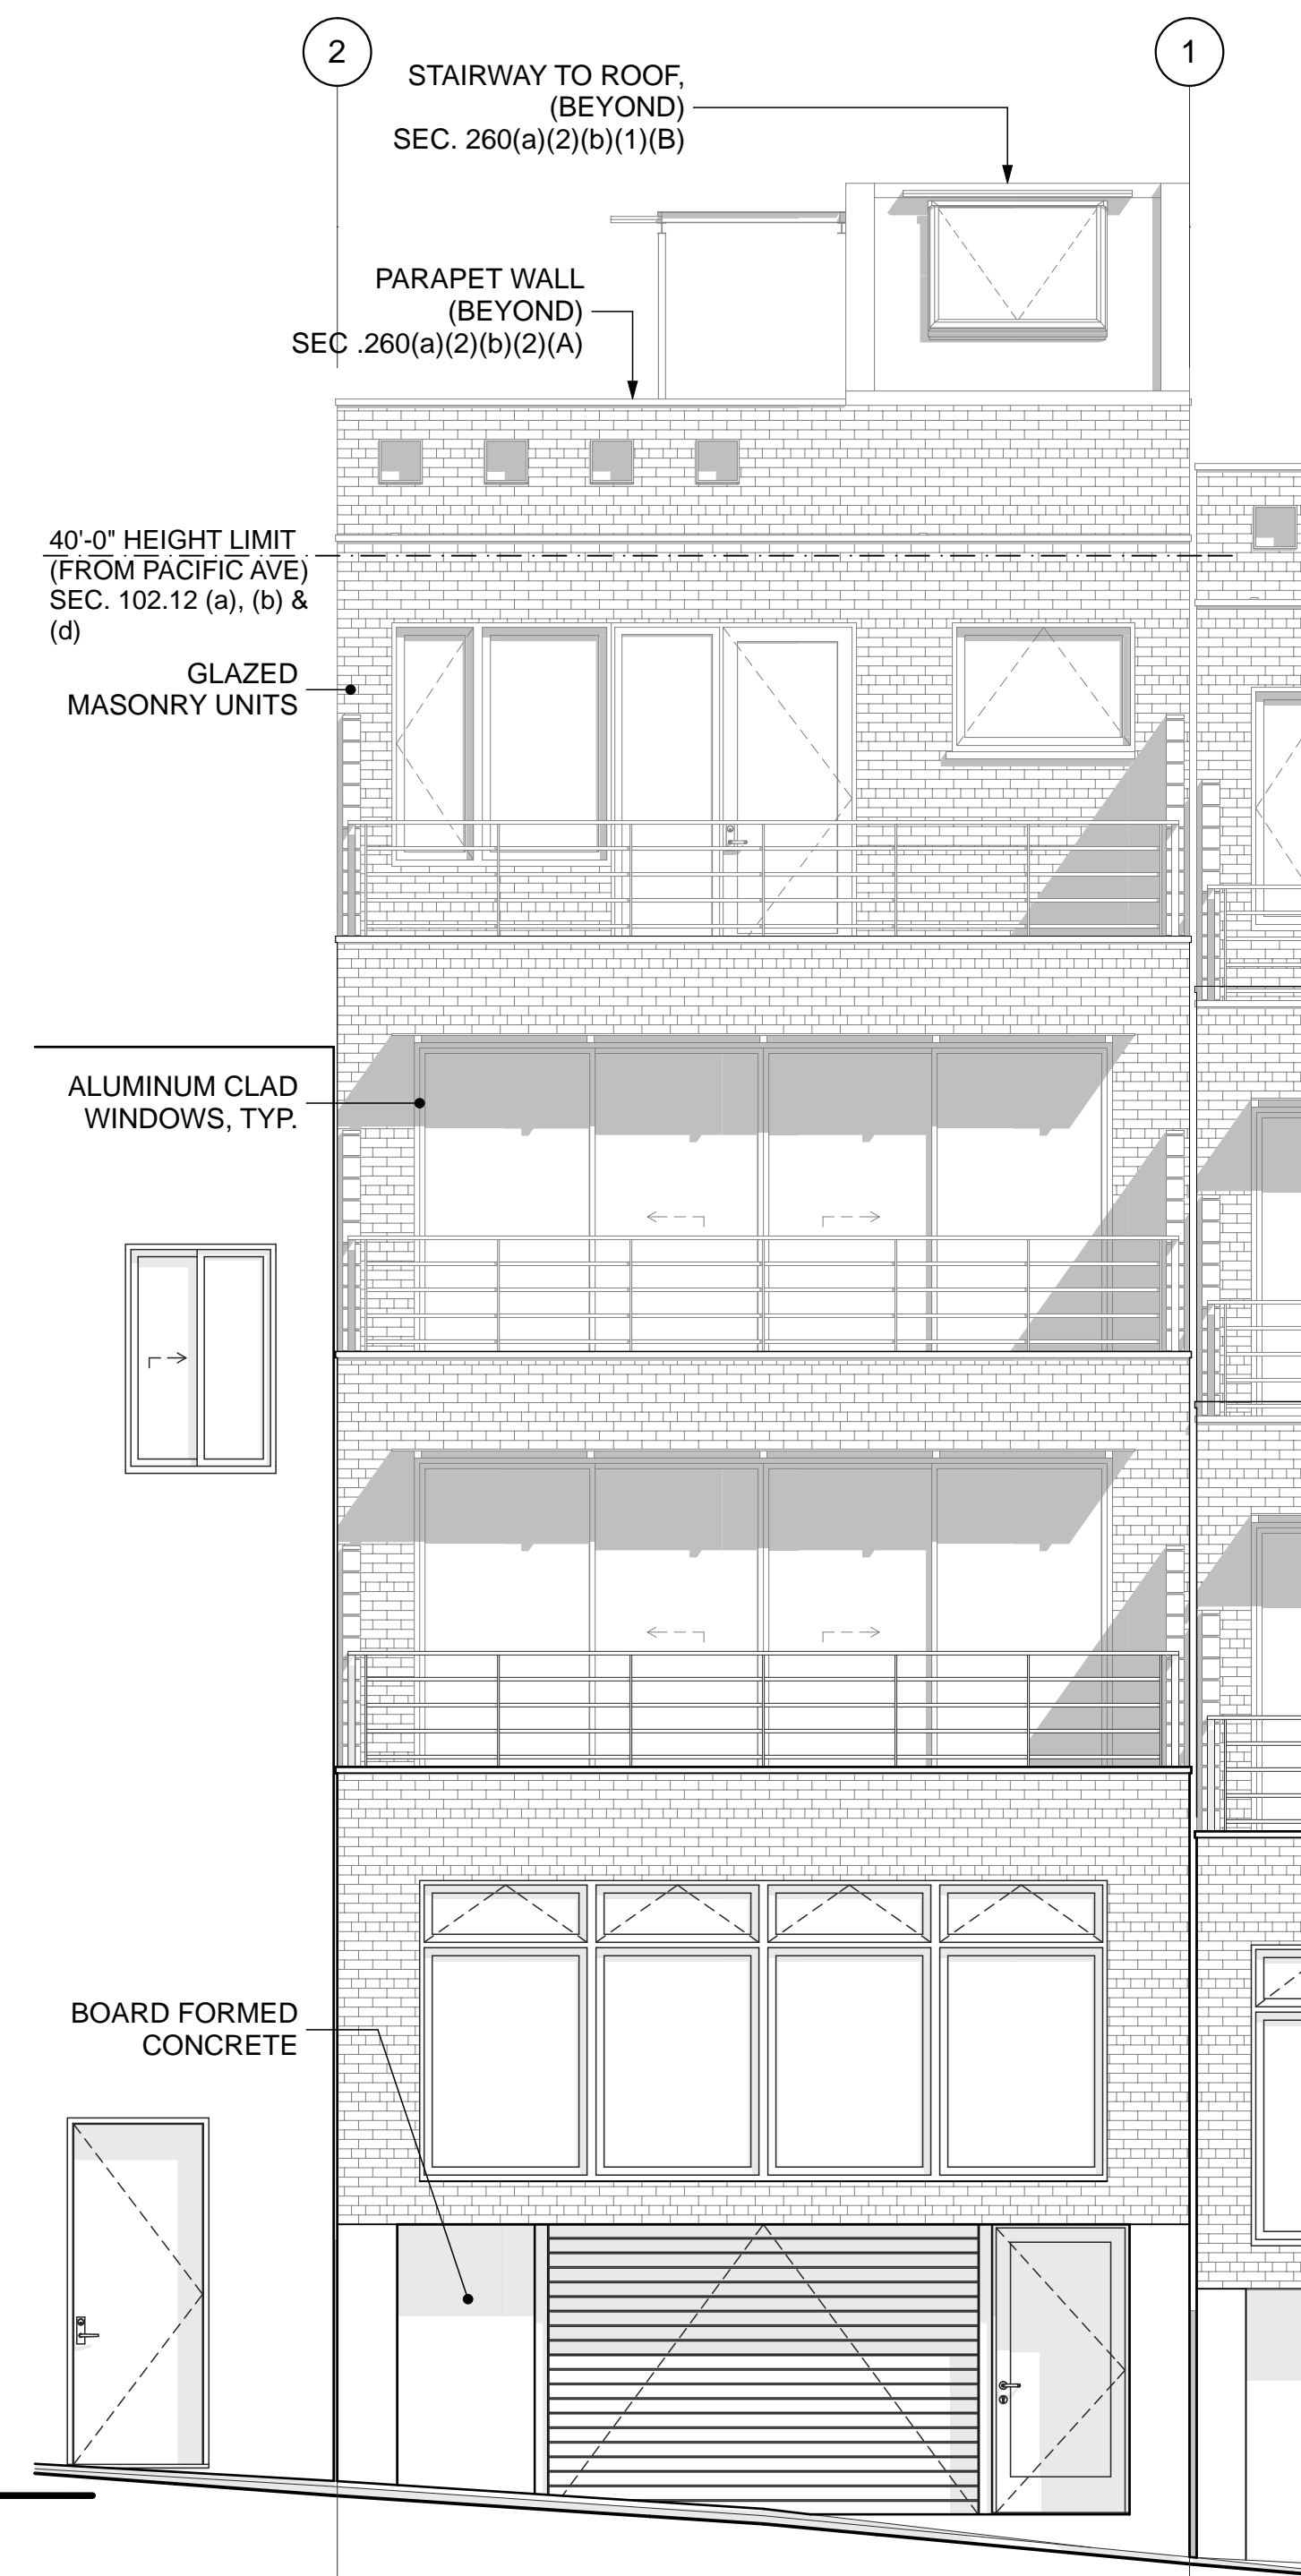 2
1
STAIRWAY TO ROOF,
(BEYOND)
SEC. 260(a)(2)(b)(1)(B)
PARAPET WALL
(BEYOND)
SEC .260(a)(2)(b)(2)(A)
40'-0" HEIGHT LIMIT
(FROM PACIFIC AVE)
SEC. 102.12 (a), (b) &
(d)
GLAZED
MASONRY UNITS
ALUMINUM CLAD
WINDOWS, TYP.
BOARD FORMED
CONCRETE